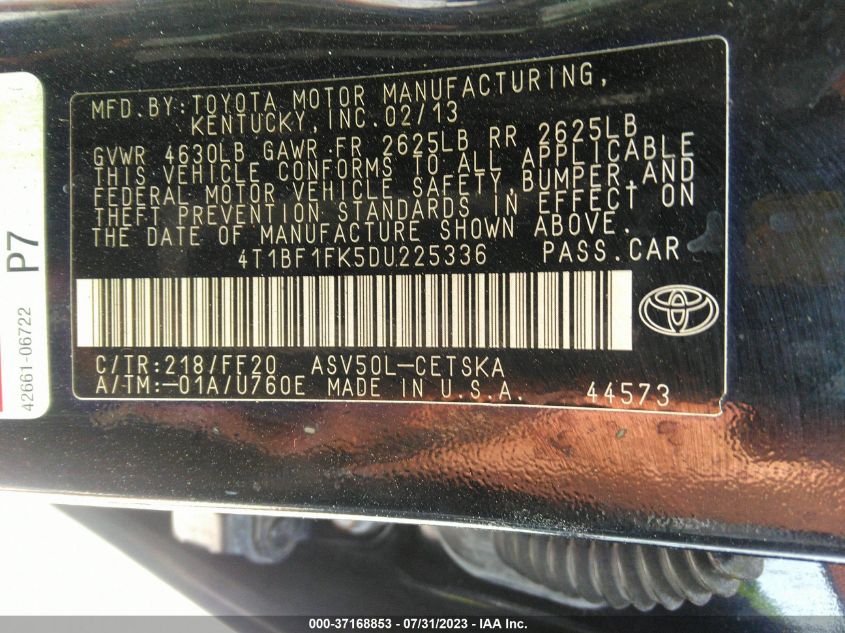 MFD.BY:TOYOTA MOTOR MANUFACTURING,
KENTUCKY,INC.02/13
GVWR 4630LB GAWR FR 2625LB RR 2625LB
THIS VEHICLE CONFORMS TO ALL APPLICABLE
FEDERAL MOTOR VEHICLE SAFETY,BUMPER,AND
THEFT PREVENTION STANDARDS IN EFFECT ON
THE DATE OF MANUFACTURE SHOWN ABOVE.
4T1BF1FK5DU225336 PASS.CAR
C/TR:218/FF20 ASV50L-CETSKA
A/TM:-01A/U760E MADE IN U.S.A. 44573
P7
42661-06722
000-37168853 / 07/31/2023 - IAA Inc.